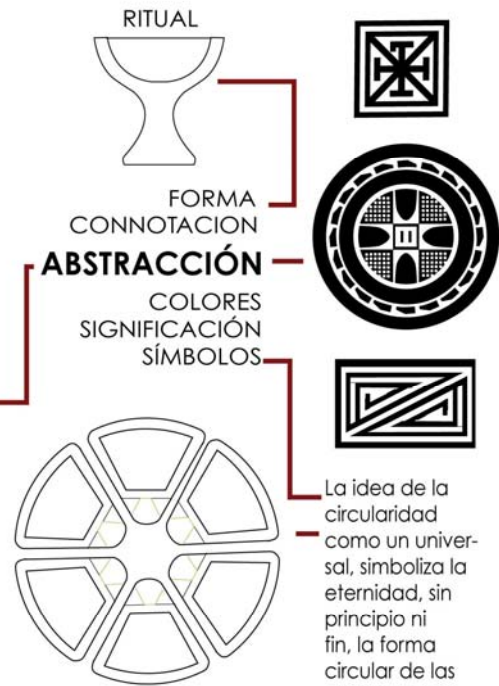 RITUAL
FORMA
CONNOTACION
ABSTRACCIÓN
COLORES
SIGNIFICACIÓN
SÍMBOLOS
La idea de la
circularidad
como un univer-
sal, simboliza la
eternidad, sin
principio ni
fin, la forma
circular de las